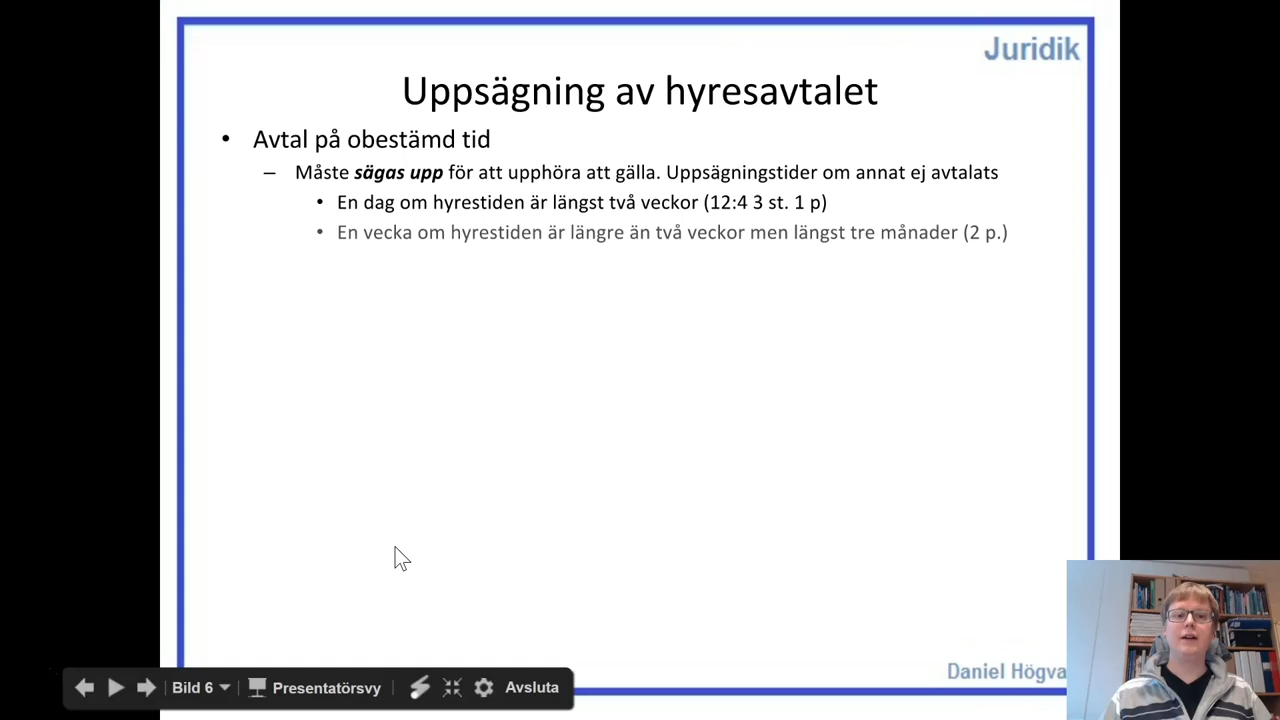 Juridik
Uppsägning av hyresavtalet
• Avtal på obestämd tid
– Måste sägas upp för att upphöra att gälla. Uppsägningstider om annat ej avtalats
• En dag om hyrestiden är längst två veckor (12:4 3 st. 1 p)
• En vecka om hyrestiden är längre än två veckor men längst tre månader (2 p.)
Daniel Högva
Bild 6
Presentatörsvy
Avsluta